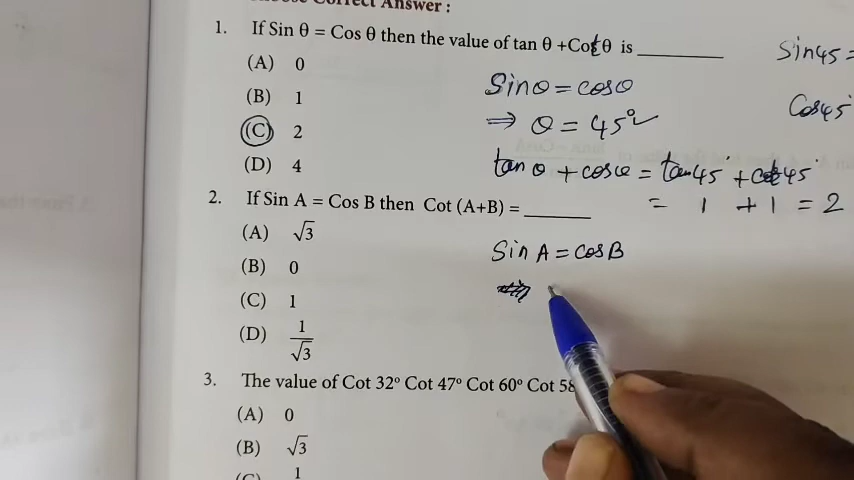 Correct Answer :
1. If Sin θ = Cos θ then the value of tan θ +Cotθ is ________
(A) 0
(B) 1
(C) 2
(D) 4
Sinθ = cosθ
⇒ θ = 45°
tanθ + cosθ = tan45° + Cot45°
= 1 + 1 = 2
Sin45 =
Cos45°
2. If Sin A = Cos B then Cot (A+B) = ________
(A) √3
(B) 0
(C) 1
(D) 1/√3
Sin A = cos B
3. The value of Cot 32° Cot 47° Cot 60° Cot 58
(A) 0
(B) √3
(C) 1